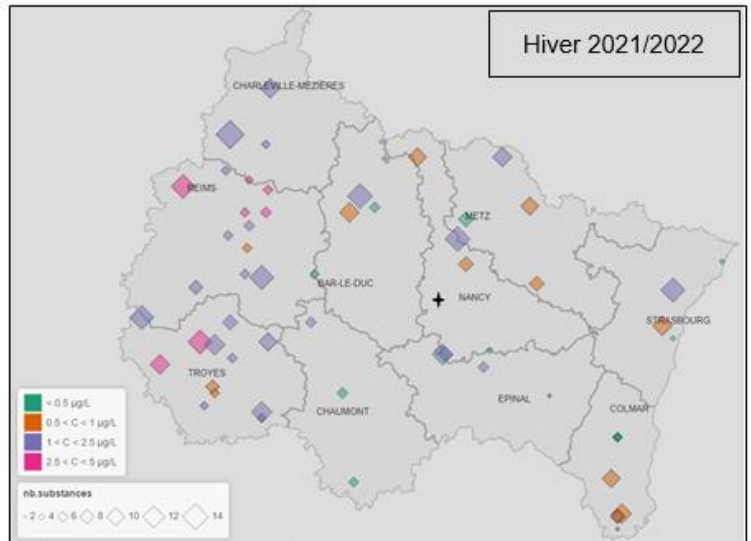 Hiver 2021/2022
CHARLEVILLE-MÉZIÈRES
REIMS
METZ
BAR-LE-DUC
NANCY
STRASBOURG
TROYES
CHAUMONT
EPINAL
COLMAR
< 0.5 µg/L
0.5 < C < 1 µg/L
1 < C < 2.5 µg/L
2.5 < C < 5 µg/L
nb.substances
2 4 6 8 10 12 14